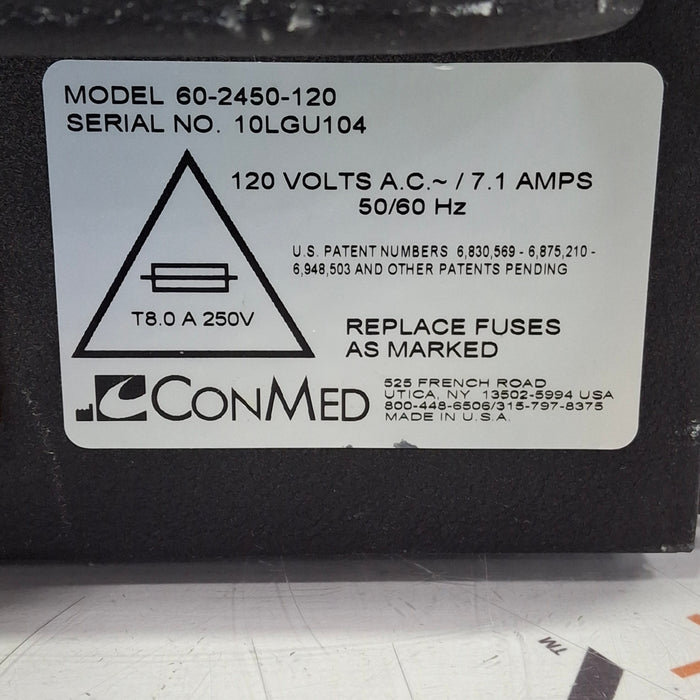 MODEL 60-2450-120
SERIAL NO. 10LGU104
120 VOLTS A.C.~ / 7.1 AMPS
50/60 Hz
U.S. PATENT NUMBERS 6,830,569 - 6,875,210 -
6,948,503 AND OTHER PATENTS PENDING
T8.0 A 250V
REPLACE FUSES
AS MARKED
CONMED
525 FRENCH ROAD
UTICA, NY 13502-5994 USA
800-448-6506/315-797-8375
MADE IN U.S.A.
TM